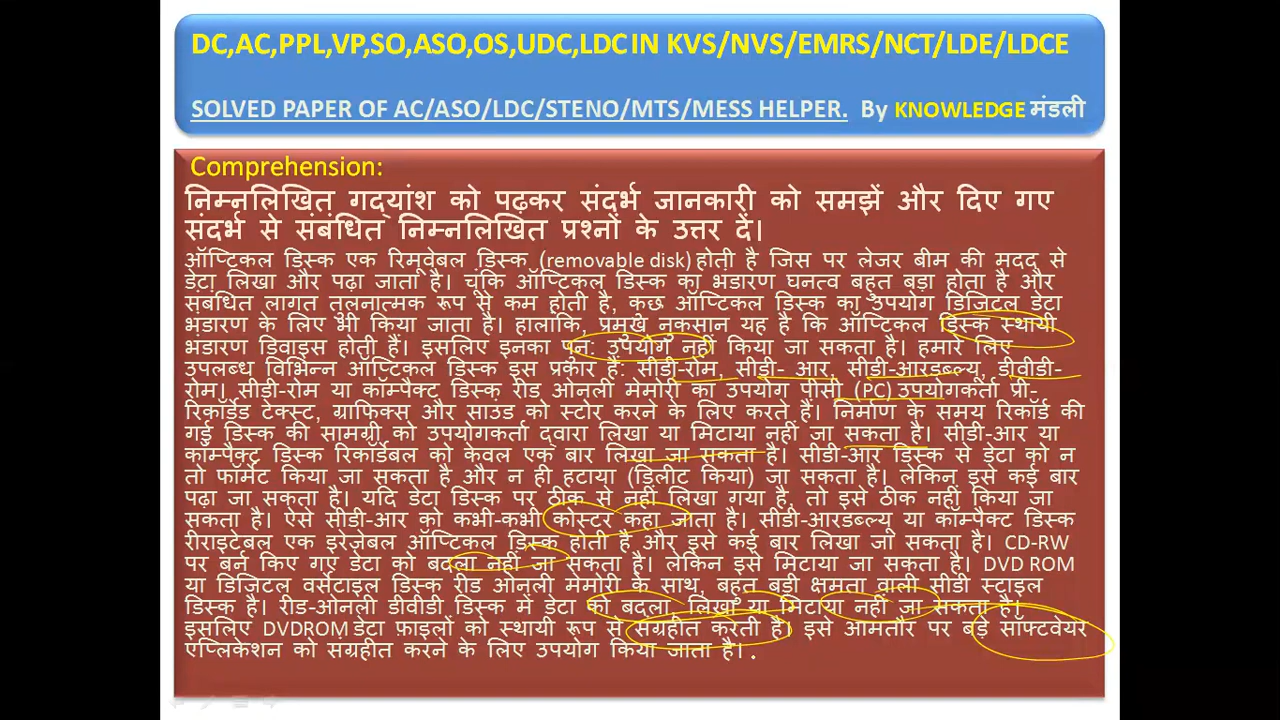 DC,AC,PPL,VP,SO,ASO,OS,UDC,LDC IN KVS/NVS/EMRS/NCT/LDE/LDCE
SOLVED PAPER OF AC/ASO/LDC/STENO/MTS/MESS HELPER. By KNOWLEDGE मंडली
Comprehension:
निम्नलिखित गद्यांश को पढ़कर संदर्भ जानकारी को समझें और दिए गए
संदर्भ से संबंधित निम्नलिखित प्रश्नों के उत्तर दें।
ऑप्टिकल डिस्क एक रिमूवेबल डिस्क (removable disk) होती है जिस पर लेजर बीम की मदद से
डेटा लिखा और पढ़ा जाता है। चूंकि ऑप्टिकल डिस्क का भंडारण घनत्व बहुत बड़ा होता है और
संबंधित लागत तुलनात्मक रूप से कम होती है, कुछ ऑप्टिकल डिस्क का उपयोग डिजिटल डेटा
भंडारण के लिए भी किया जाता है। हालांकि, प्रमुख नुकसान यह है कि ऑप्टिकल डिस्क स्थायी
भंडारण डिवाइस होती हैं। इसलिए इनका पुन: उपयोग नहीं किया जा सकता है। हमारे लिए
उपलब्ध विभिन्न ऑप्टिकल डिस्क इस प्रकार हैं: सीडी-रोम, सीडी- आर, सीडी-आरडब्ल्यू, डीवीडी-
रोम। सीडी-रोम या कॉम्पैक्ट डिस्क रीड ओनली मेमोरी का उपयोग पीसी (PC) उपयोगकर्ता प्री-
रिकॉर्डेड टेक्स्ट, ग्राफिक्स और साउंड को स्टोर करने के लिए करते हैं। निर्माण के समय रिकॉर्ड की
गई डिस्क की सामग्री को उपयोगकर्ता द्वारा लिखा या मिटाया नहीं जा सकता है। सीडी-आर या
कॉम्पैक्ट डिस्क रिकॉर्डेबल को केवल एक बार लिखा जा सकता है। सीडी-आर डिस्क से डेटा को न
तो फॉर्मेट किया जा सकता है और न ही हटाया (डिलीट किया) जा सकता है। लेकिन इसे कई बार
पढ़ा जा सकता है। यदि डेटा डिस्क पर ठीक से नहीं लिखा गया है, तो इसे ठीक नहीं किया जा
सकता है। ऐसे सीडी-आर को कभी-कभी कोस्टर कहा जाता है। सीडी-आरडब्ल्यू या कॉम्पैक्ट डिस्क
रीराइटेबल एक इरेजेबल ऑप्टिकल डिस्क होती है और इसे कई बार लिखा जा सकता है। CD-RW
पर बर्न किए गए डेटा को बदला नहीं जा सकता है। लेकिन इसे मिटाया जा सकता है। DVD ROM
या डिजिटल वर्सेटाइल डिस्क रीड ओनली मेमोरी के साथ, बहुत बड़ी क्षमता वाली सीडी स्टाइल
डिस्क है। रीड-ओनली डीवीडी डिस्क में डेटा को बदला, लिखा या मिटाया नहीं जा सकता है।
इसलिए DVDROM डेटा फ़ाइलों को स्थायी रूप से संग्रहीत करती है। इसे आमतौर पर बड़े सॉफ्टवेयर
एप्लिकेशन को संग्रहीत करने के लिए उपयोग किया जाता है। .